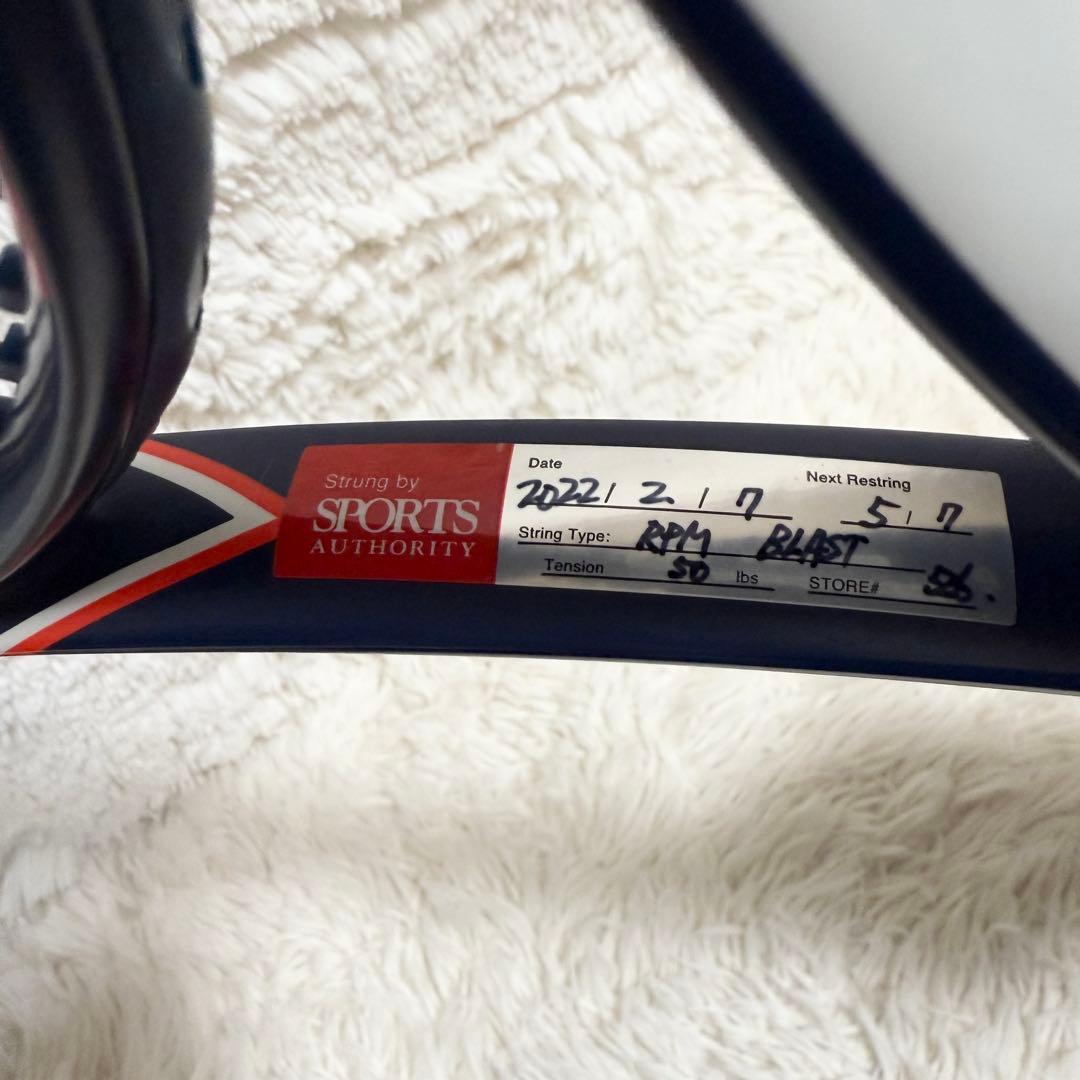 Strung by
SPORTS
AUTHORITY
Date
2022 / 2 / 7
Next Restring
5 / 7
String Type: RPM BLAST
Tension 50 lbs
STORE# 506.